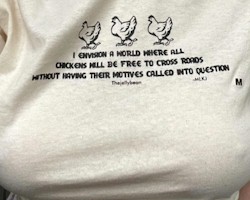 I ENVISION A WORLD WHERE ALL
CHICKENS WILL BE FREE TO CROSS ROADS
WITHOUT HAVING THEIR MOTIVES CALLED INTO QUESTION
Thejellybean
-MLKJ
M